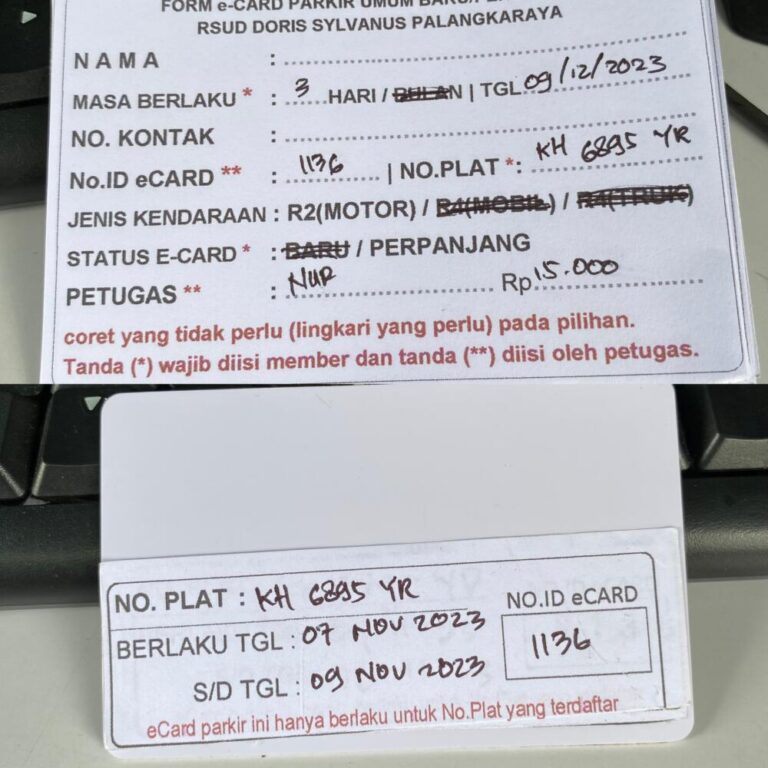 FORM e-CARD PARKIR UMUM
RSUD DORIS SYLVANUS PALANGKARAYA
NAMA :
MASA BERLAKU * : 3 HARI / BULAN | TGL 09/12/2023
NO. KONTAK :
No.ID eCARD ** : 1136 | NO.PLAT *: KH 6895 YR
JENIS KENDARAAN : R2(MOTOR) / R4(MOBIL) / R4(TRUK)
STATUS E-CARD * : BARU / PERPANJANG
PETUGAS ** : NUR Rp 15.000
coret yang tidak perlu (lingkari yang perlu) pada pilihan.
Tanda (*) wajib diisi member dan tanda (**) diisi oleh petugas.
NO. PLAT : KH 6895 YR
BERLAKU TGL : 07 NOV 2023
S/D TGL : 09 NOV 2023
NO.ID eCARD
1136
eCard parkir ini hanya berlaku untuk No.Plat yang terdaftar